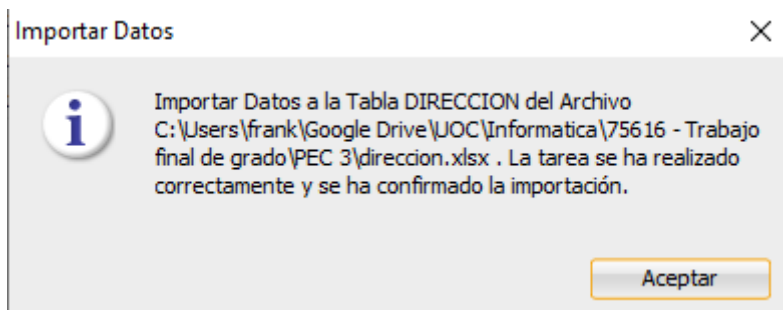 Importar Datos
Importar Datos a la Tabla DIRECCION del Archivo
C:\Users\frank\Google Drive\UOC\Informatica\75616 - Trabajo
final de grado\PEC 3\direccion.xlsx . La tarea se ha realizado
correctamente y se ha confirmado la importación.
Aceptar